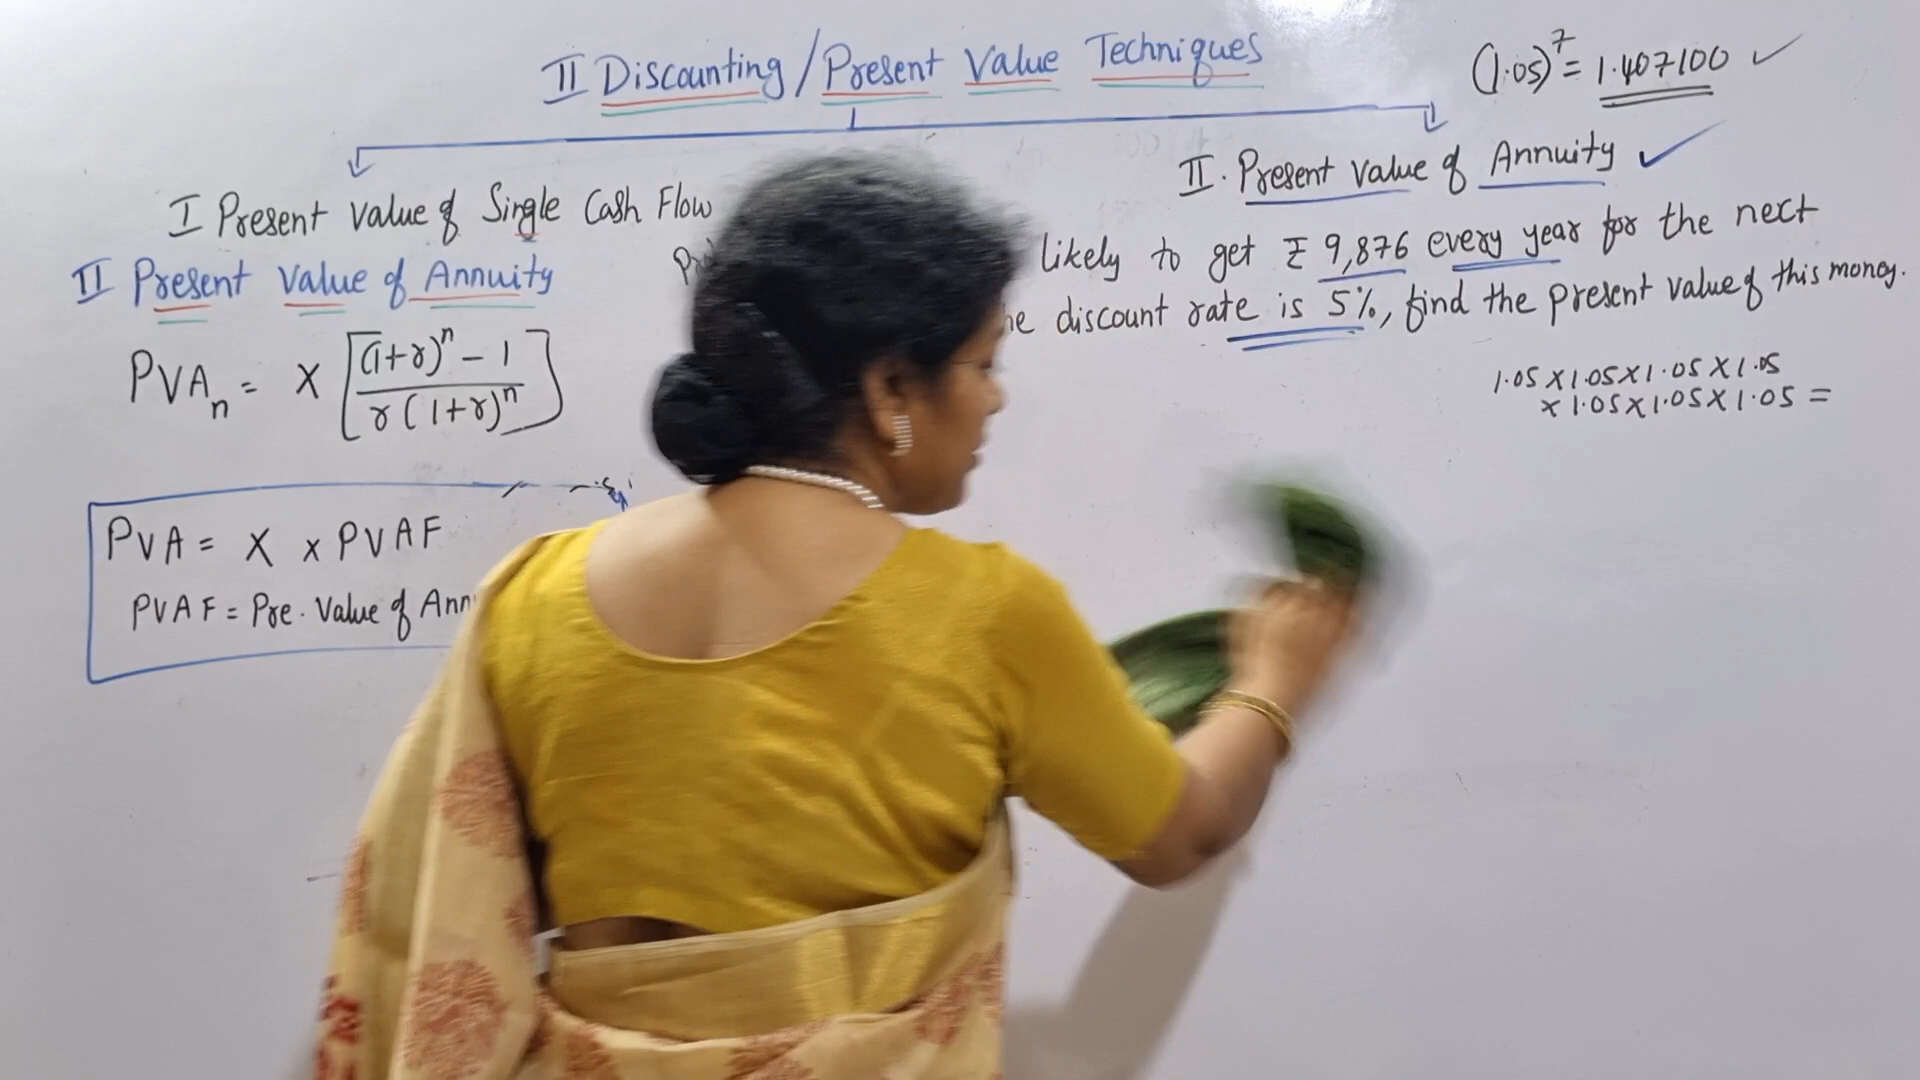 II Discounting / Present Value Techniques
(1.05)^7 = 1.407100 ✓
I Present Value of Single Cash Flow
II. Present Value of Annuity ✓
II Present Value of Annuity
likely to get ₹ 9,876 every year for the next
discount rate is 5%, find the present value of this money.
PVAn = X [(1+r)^n - 1 / r(1+r)^n]
1.05 X 1.05 X 1.05 X 1.05
X 1.05 X 1.05 X 1.05 =
PVA = X x PVAF
PVAF = Pre. Value of